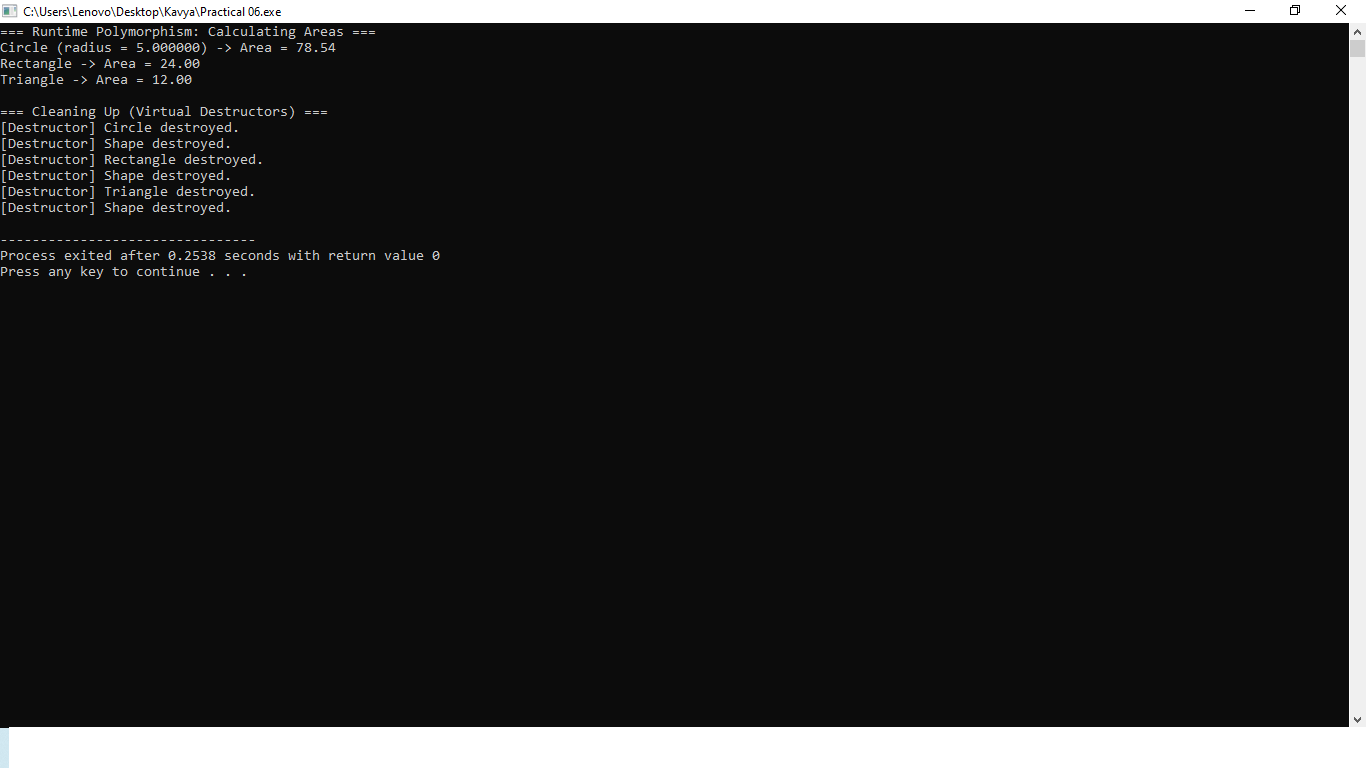 C:\Users\Lenovo\Desktop\Kavya\Practical 06.exe
=== Runtime Polymorphism: Calculating Areas ===
Circle (radius = 5.000000) -> Area = 78.54
Rectangle -> Area = 24.00
Triangle -> Area = 12.00

=== Cleaning Up (Virtual Destructors) ===
[Destructor] Circle destroyed.
[Destructor] Shape destroyed.
[Destructor] Rectangle destroyed.
[Destructor] Shape destroyed.
[Destructor] Triangle destroyed.
[Destructor] Shape destroyed.

--------------------------------
Process exited after 0.2538 seconds with return value 0
Press any key to continue . . .